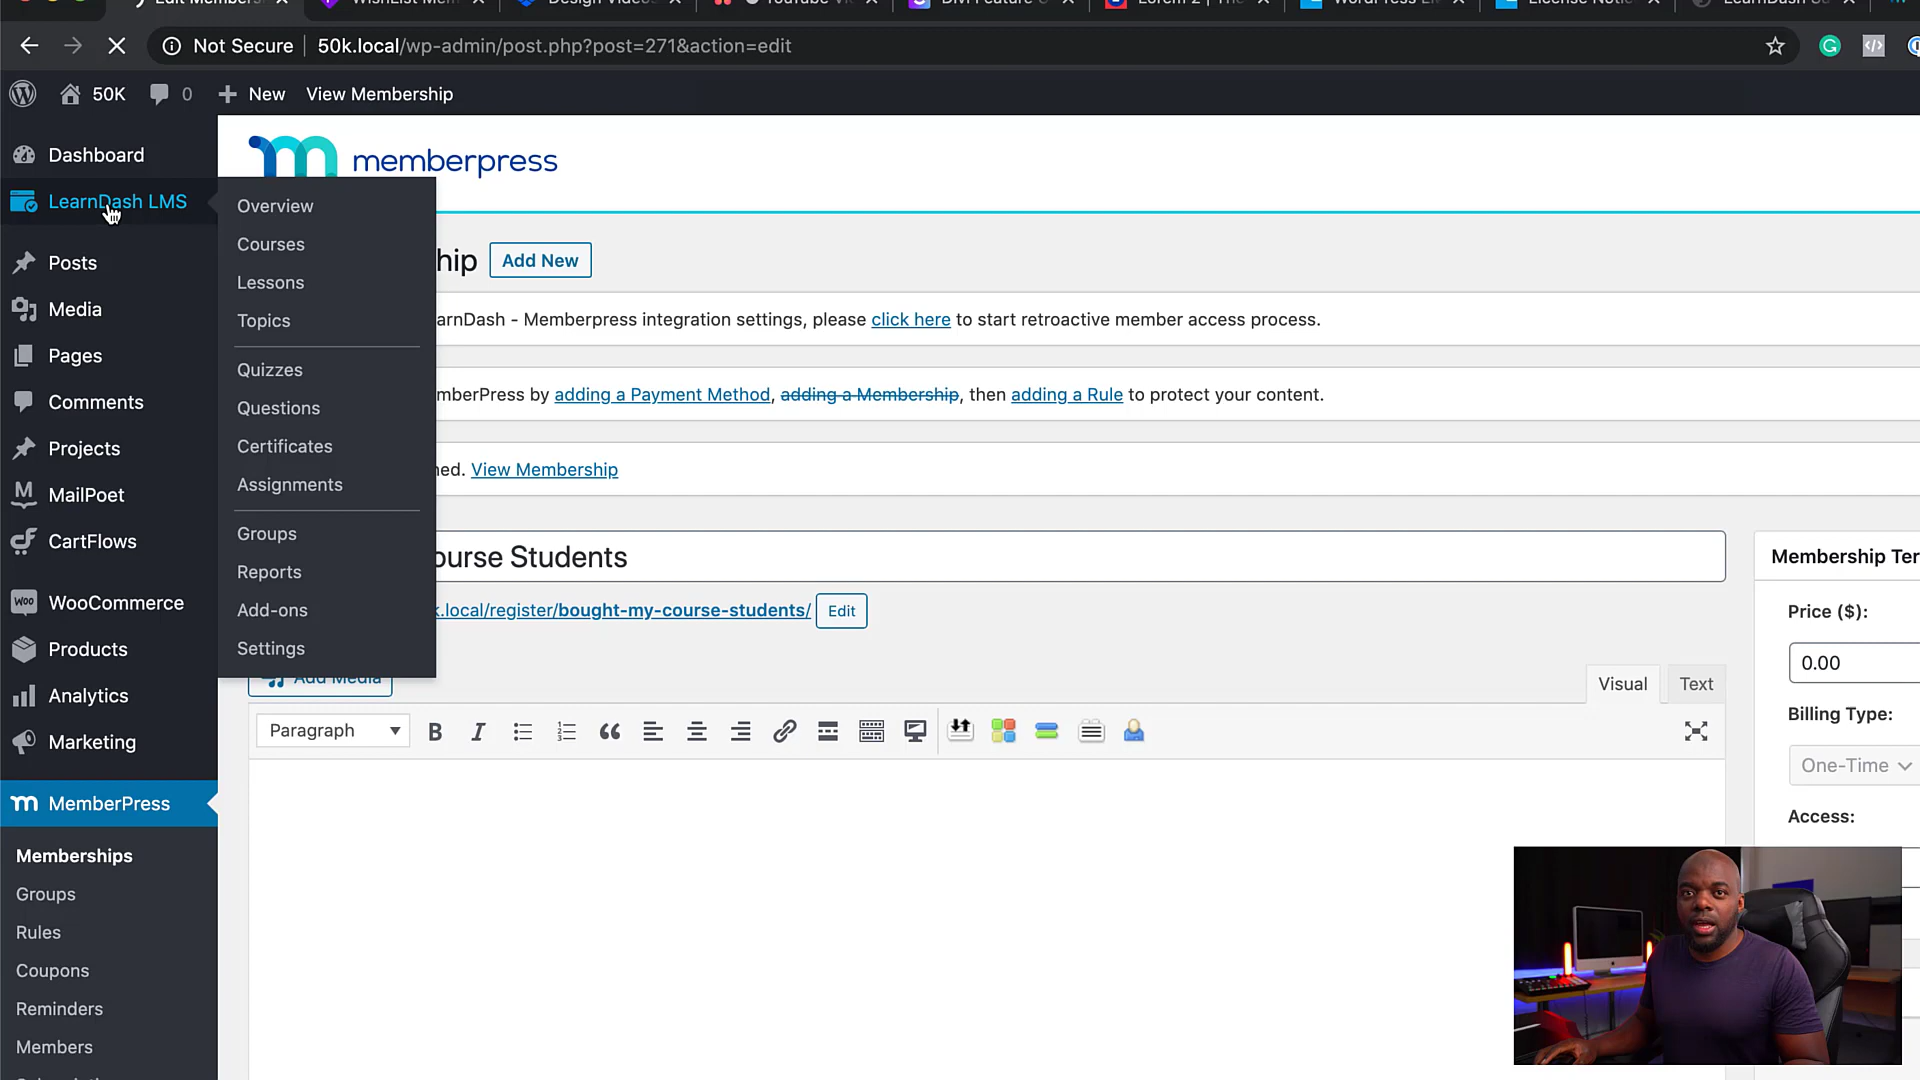 Edit Members
WishList Mem
Design Videos
YouTube Vi
Divi Feature
Lorem 2 | The
WordPress
License Notic
LearnDash
Not Secure
50k.local/wp-admin/post.php?post=271&action=edit
50K
0
New
View Membership
Dashboard
LearnDash LMS
Posts
Media
Pages
Comments
Projects
MailPoet
CartFlows
WooCommerce
Products
Analytics
Marketing
MemberPress
Memberships
Groups
Rules
Coupons
Reminders
Members
Overview
Courses
Lessons
Topics
Quizzes
Questions
Certificates
Assignments
Groups
Reports
Add-ons
Settings
m memberpress
hip Add New
arnDash - Memberpress integration settings, please click here to start retroactive member access process.
mberPress by adding a Payment Method, adding a Membership, then adding a Rule to protect your content.
ned. View Membership
ourse Students
k.local/register/bought-my-course-students/ Edit
Add Media
Visual Text
Paragraph
Membership Ter
Price ($):
0.00
Billing Type:
One-Time
Access: